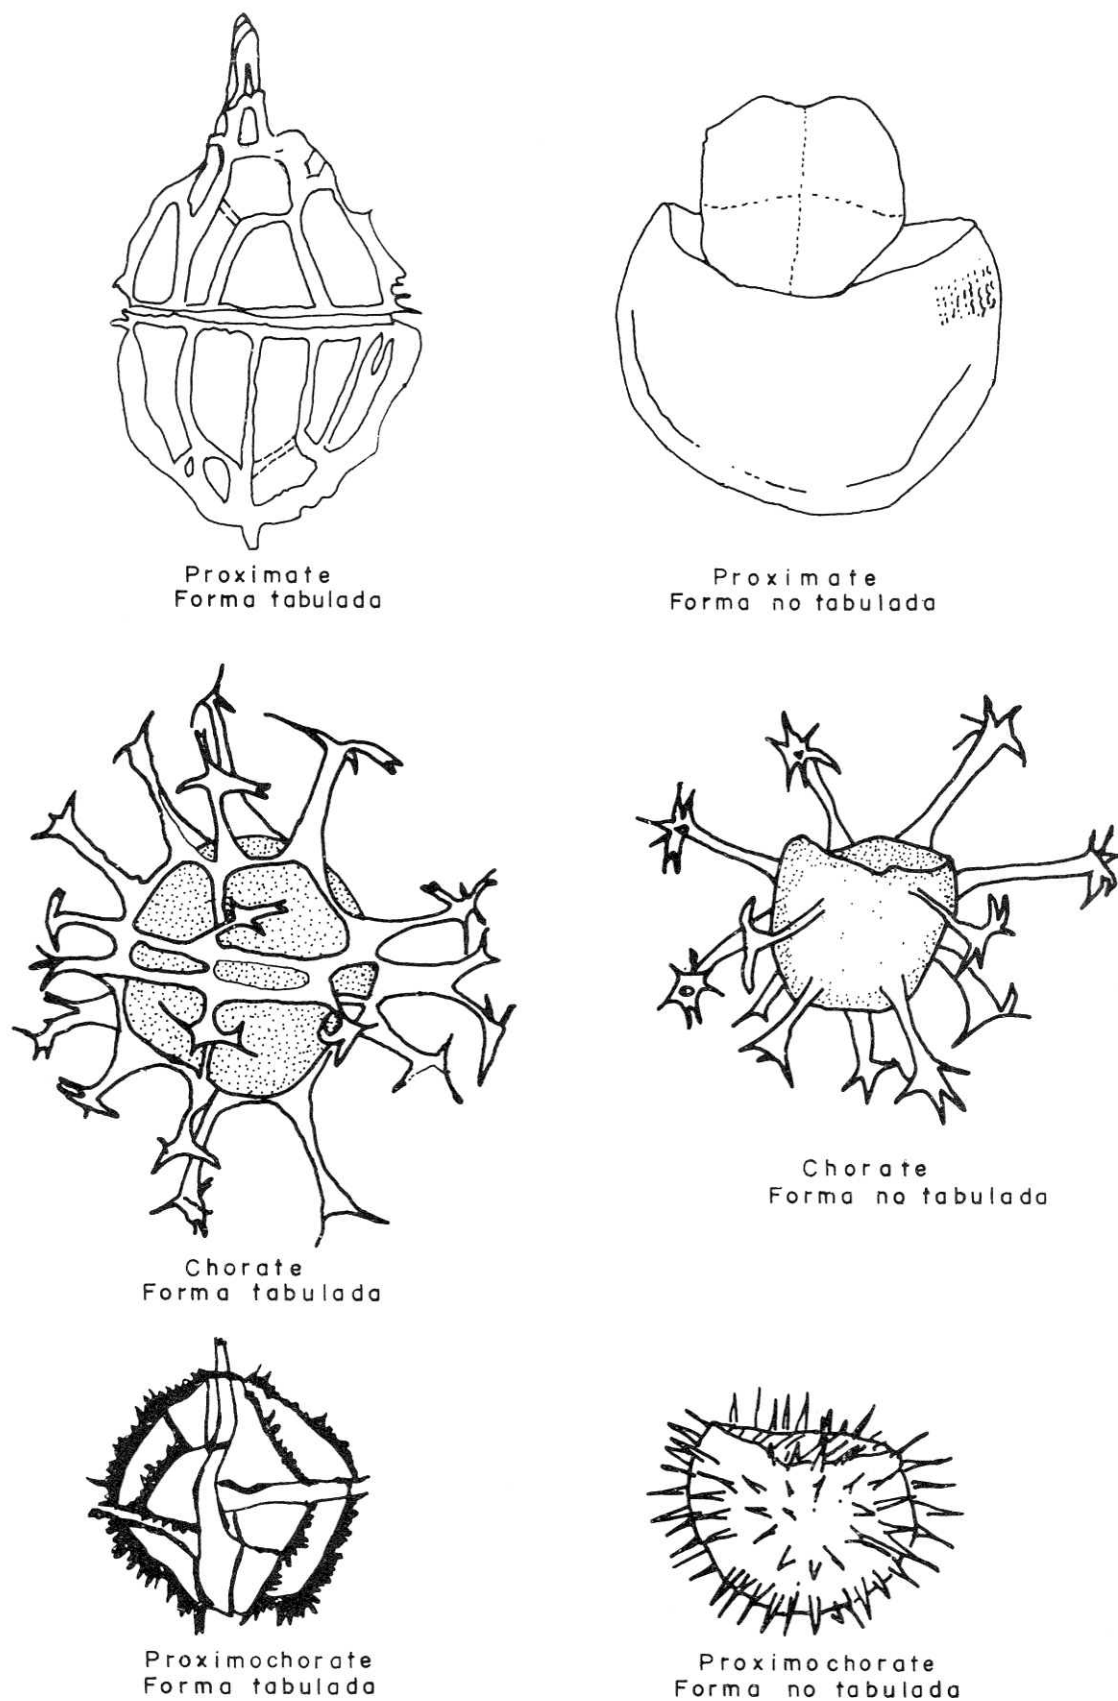 Proximate
Forma tabulada
Proximate
Forma no tabulada
Chorate
Forma no tabulada
Chorate
Forma tabulada
Proximochorate
Forma tabulada
Proximochorate
Forma no tabulada